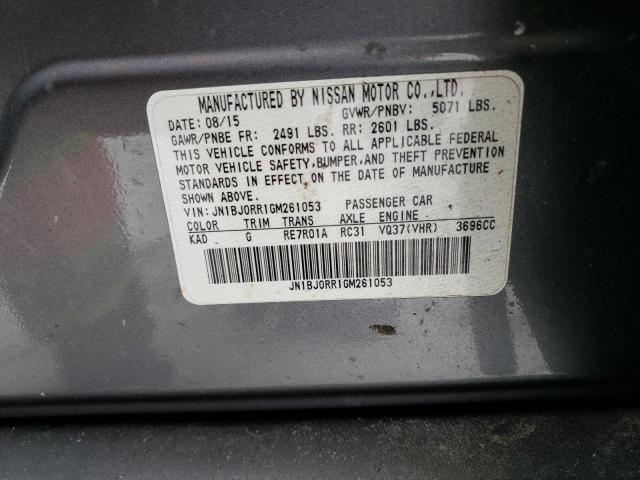 MANUFACTURED BY NISSAN MOTOR CO.,LTD.
DATE: 08/15 GVWR/PNBV: 5071 LBS.
GAWR/PNBE FR: 2491 LBS. RR: 2601 LBS.
THIS VEHICLE CONFORMS TO ALL APPLICABLE FEDERAL
MOTOR VEHICLE SAFETY,BUMPER,AND THEFT PREVENTION
STANDARDS IN EFFECT ON THE DATE OF MANUFACTURE
SHOWN ABOVE.
VIN: JN1BJ0RR1GM261053 PASSENGER CAR
COLOR TRIM TRANS AXLE ENGINE
KAD G RE7R01A RC31 VQ37(VHR) 3696CC
JN1BJ0RR1GM261053